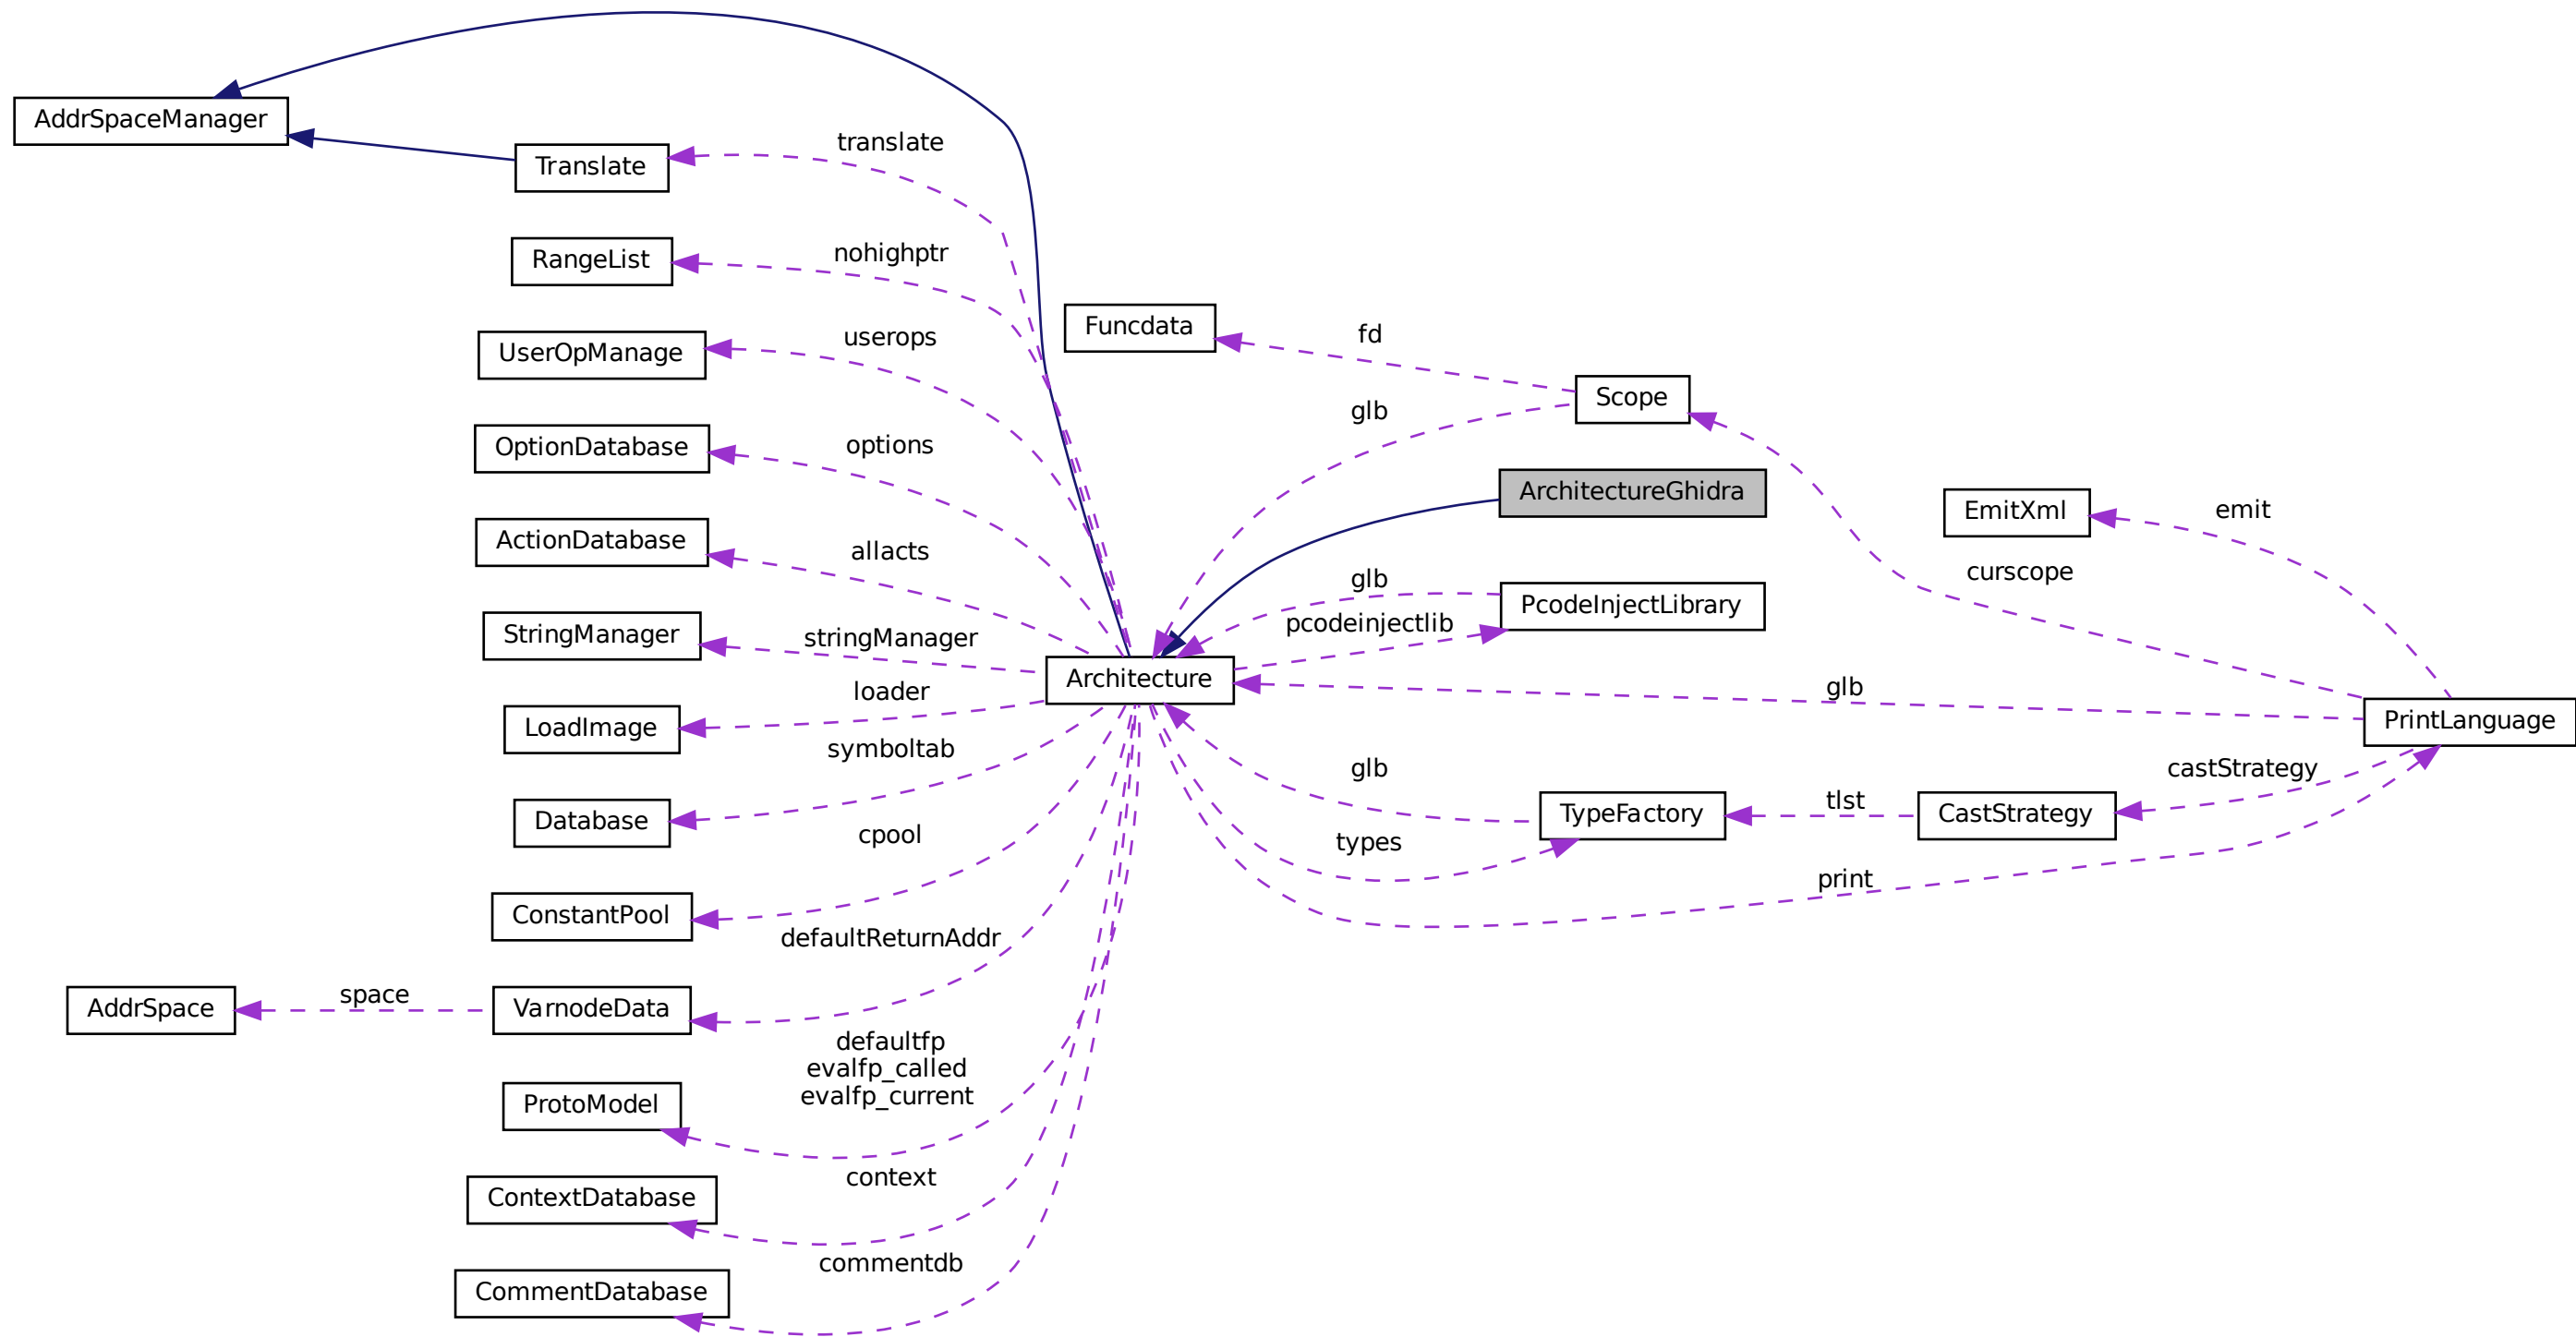 AddrSpaceManager
translate
Translate
nohighptr
RangeList
userops
UserOpManage
Funcdata
fd
Scope
glb
options
OptionDatabase
ArchitectureGhidra
EmitXml
emit
allacts
ActionDatabase
curscope
glb
PcodeInjectLibrary
pcodeinjectlib
stringManager
StringManager
Architecture
glb
PrintLanguage
loader
LoadImage
symboltab
Database
glb
castStrategy
TypeFactory
tlst
CastStrategy
types
cpool
print
ConstantPool
defaultReturnAddr
AddrSpace
space
VarnodeData
defaultfp
evalfp_called
evalfp_current
ProtoModel
context
ContextDatabase
commentdb
CommentDatabase